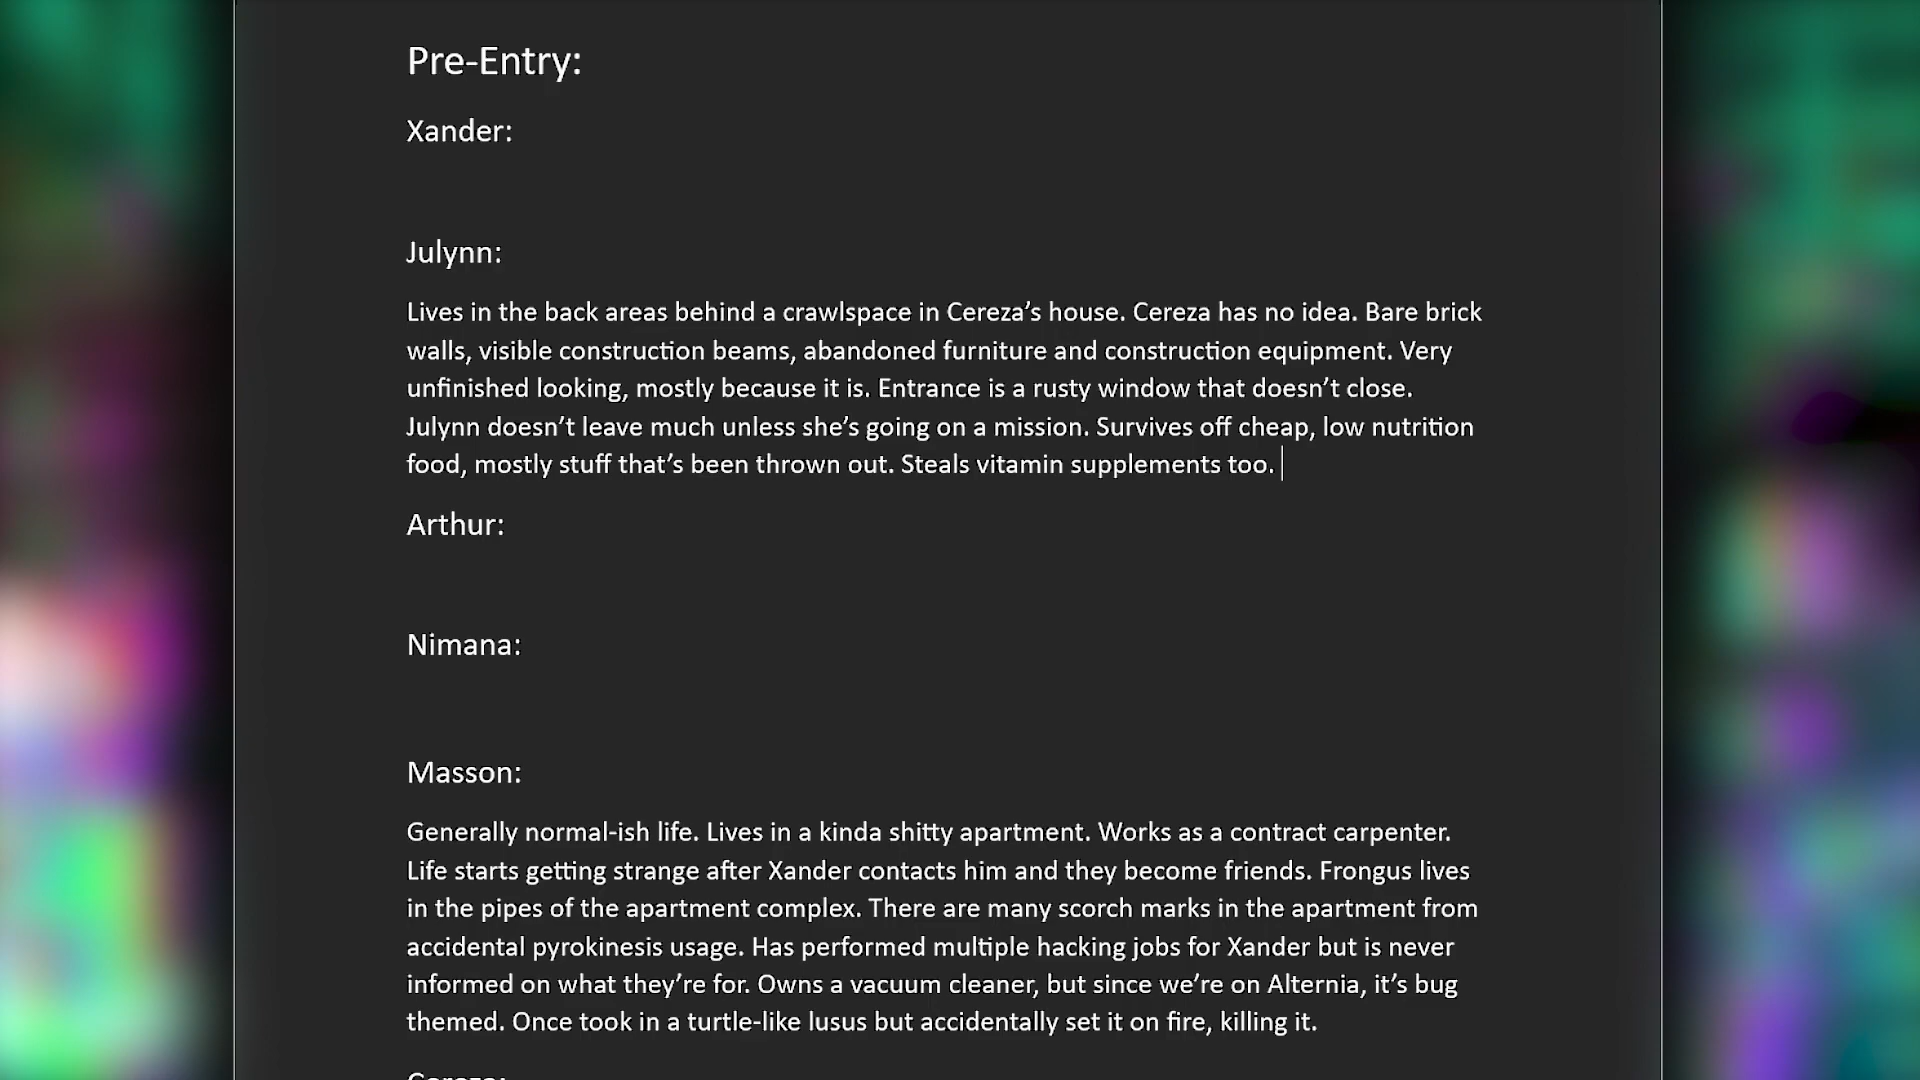 Pre-Entry:
Xander:
Julynn:
Lives in the back areas behind a crawlspace in Cereza’s house. Cereza has no idea. Bare brick
walls, visible construction beams, abandoned furniture and construction equipment. Very
unfinished looking, mostly because it is. Entrance is a rusty window that doesn’t close.
Julynn doesn’t leave much unless she’s going on a mission. Survives off cheap, low nutrition
food, mostly stuff that’s been thrown out. Steals vitamin supplements too.
Arthur:
Nimana:
Masson:
Generally normal-ish life. Lives in a kinda shitty apartment. Works as a contract carpenter.
Life starts getting strange after Xander contacts him and they become friends. Frongus lives
in the pipes of the apartment complex. There are many scorch marks in the apartment from
accidental pyrokinesis usage. Has performed multiple hacking jobs for Xander but is never
informed on what they’re for. Owns a vacuum cleaner, but since we’re on Alternia, it’s bug
themed. Once took in a turtle-like lusus but accidentally set it on fire, killing it.